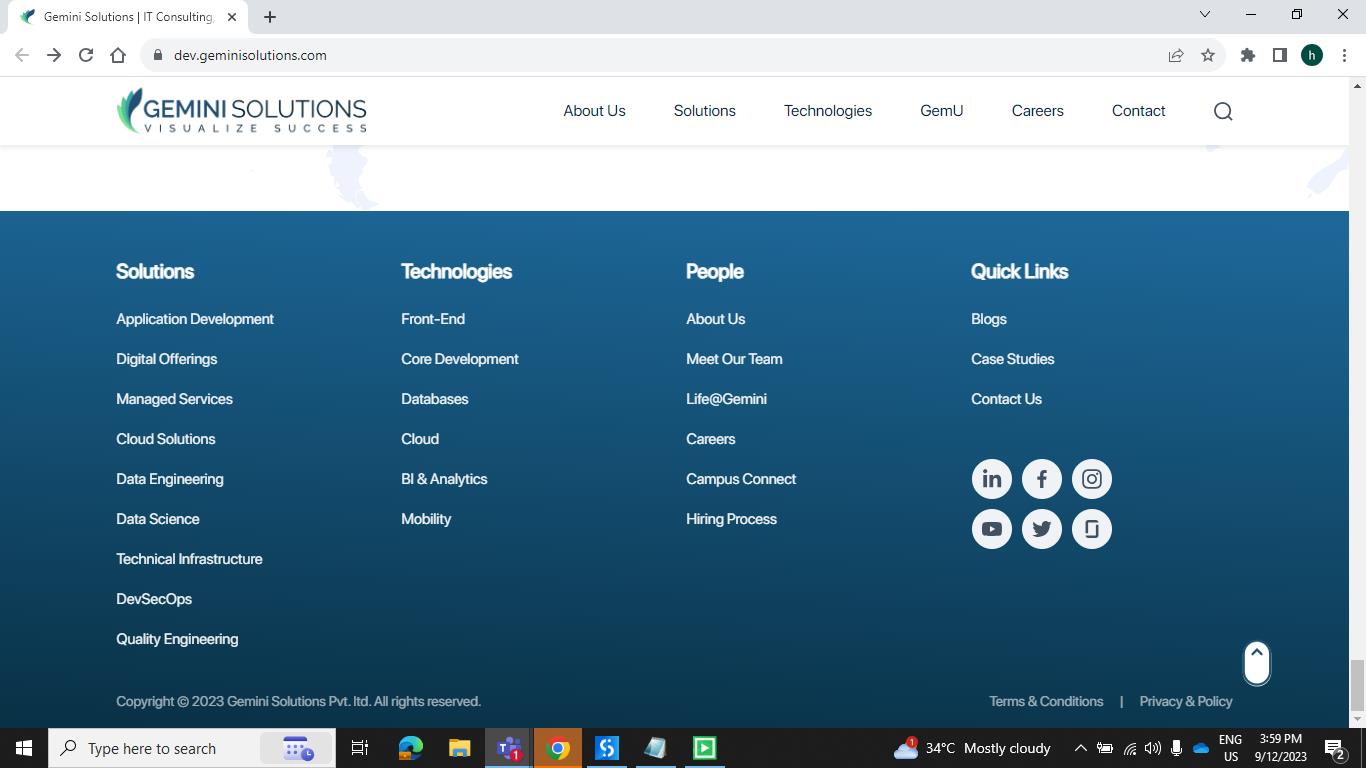 Gemini Solutions | IT Consulting,
dev.geminisolutions.com
h
GEMINI SOLUTIONS
VISUALIZE SUCCESS
About Us Solutions Technologies GemU Careers Contact
Solutions Technologies People Quick Links
Application Development Front-End About Us Blogs
Digital Offerings Core Development Meet Our Team Case Studies
Managed Services Databases Life@Gemini Contact Us
Cloud Solutions Cloud Careers
Data Engineering BI & Analytics Campus Connect
Data Science Mobility Hiring Process
Technical Infrastructure
DevSecOps
Quality Engineering
in f
Copyright © 2023 Gemini Solutions Pvt. ltd. All rights reserved. Terms & Conditions | Privacy & Policy
Type here to search 1 1 34°C Mostly cloudy ENG 3:59 PM
US 9/12/2023 2